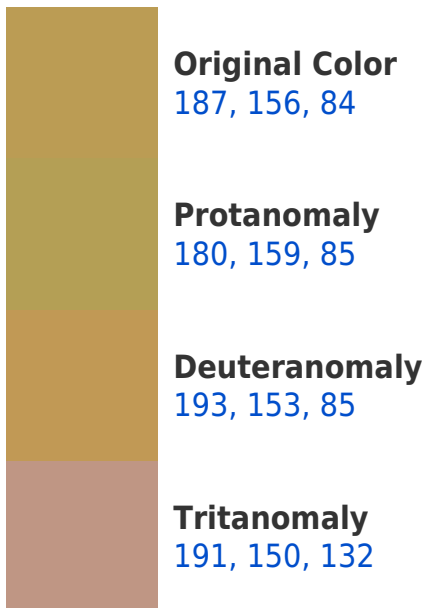 Original Color
187, 156, 84
Protanomaly
180, 159, 85
Deuteranomaly
193, 153, 85
Tritanomaly
191, 150, 132